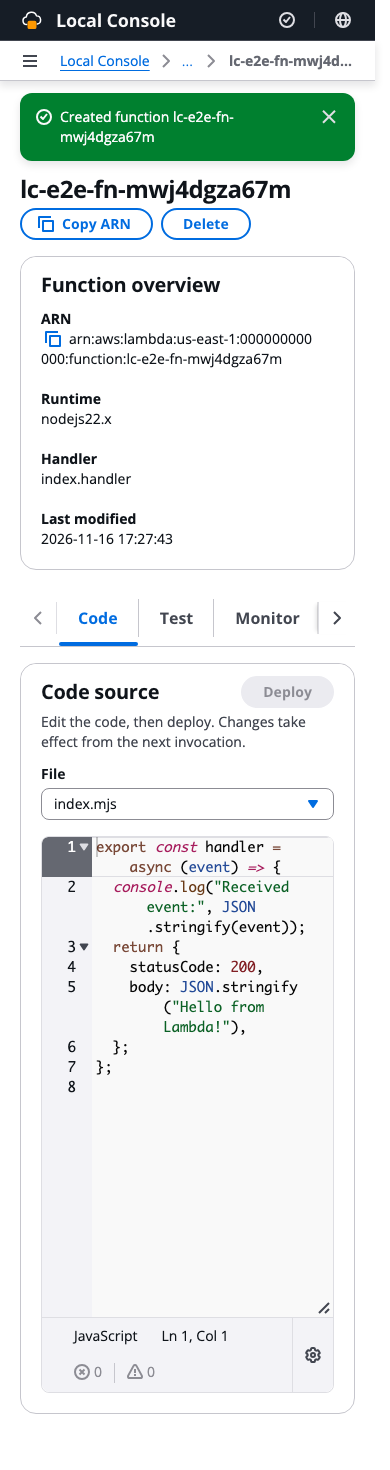 Local Console
Local Console
...
lc-e2e-fn-mwj4d...
Created function lc-e2e-fn-
mwj4dgza67m
lc-e2e-fn-mwj4dgza67m
Copy ARN
Delete
Function overview
ARN
arn:aws:lambda:us-east-1:000000000
000:function:lc-e2e-fn-mwj4dgza67m
Runtime
nodejs22.x
Handler
index.handler
Last modified
2026-11-16 17:27:43
Code
Test
Monitor
Code source
Deploy
Edit the code, then deploy. Changes take
effect from the next invocation.
File
index.mjs
1 export const handler =
async (event) => {
2 console.log("Received
event:", JSON
.stringify(event));
3 return {
4 statusCode: 200,
5 body: JSON.stringify
("Hello from
Lambda!"),
6 };
7 };
8
JavaScript Ln 1, Col 1
0 0